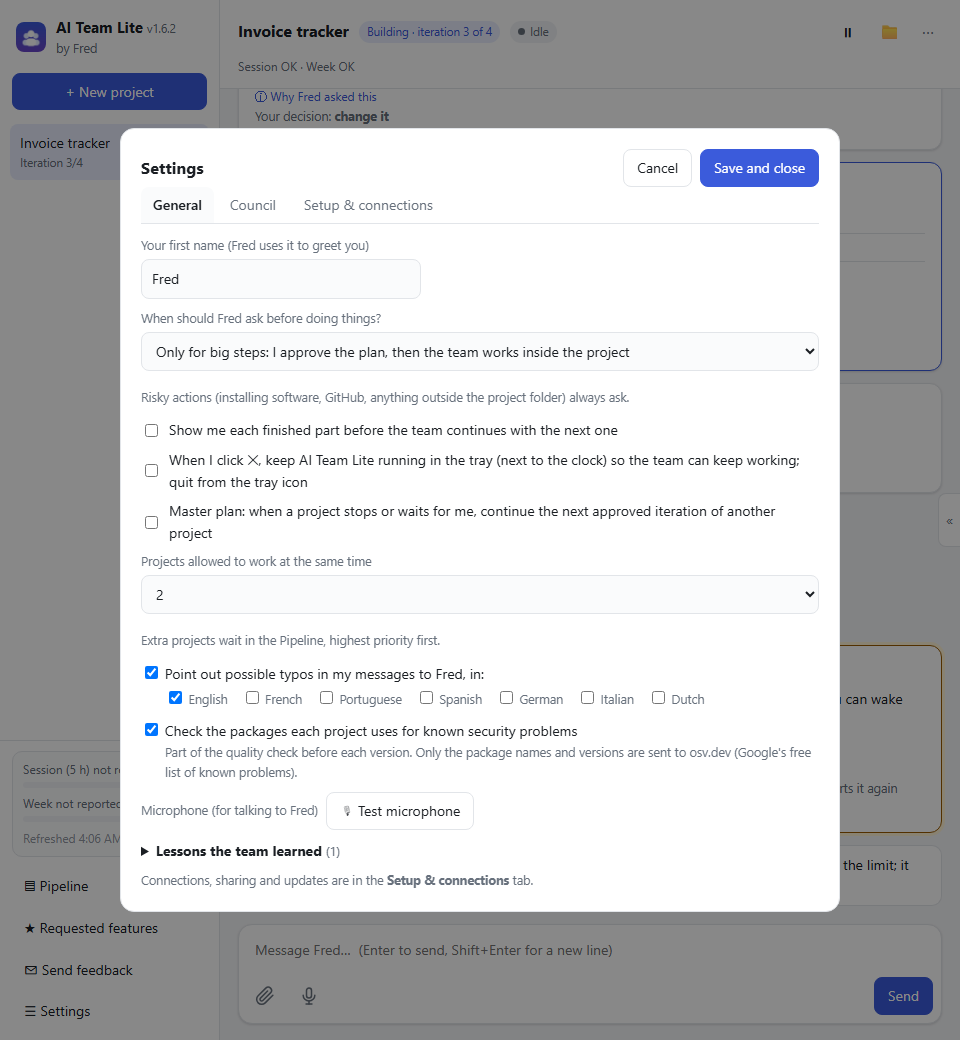 AI Team Lite v1.6.2
by Fred
+ New project
Invoice tracker
Iteration 3/4
Invoice tracker Building · iteration 3 of 4 Idle
Session OK · Week OK
Why Fred asked this
Your decision: change it
Settings
Cancel
Save and close
General Council Setup & connections
Your first name (Fred uses it to greet you)
Fred
When should Fred ask before doing things?
Only for big steps: I approve the plan, then the team works inside the project
Risky actions (installing software, GitHub, anything outside the project folder) always ask.
Show me each finished part before the team continues with the next one
When I click ✕, keep AI Team Lite running in the tray (next to the clock) so the team can keep working;
quit from the tray icon
Master plan: when a project stops or waits for me, continue the next approved iteration of another
project
Projects allowed to work at the same time
2
Extra projects wait in the Pipeline, highest priority first.
Point out possible typos in my messages to Fred, in:
English French Portuguese Spanish German Italian Dutch
Check the packages each project uses for known security problems
Part of the quality check before each version. Only the package names and versions are sent to osv.dev (Google's free
list of known problems).
Microphone (for talking to Fred) Test microphone
Lessons the team learned (1)
Connections, sharing and updates are in the Setup & connections tab.
«
can wake
it again
the limit; it
Session (5 h) not
Week not reported
Refreshed 4:06 AM
Pipeline
Requested features
Send feedback
Settings
Message Fred... (Enter to send, Shift+Enter for a new line)
Send